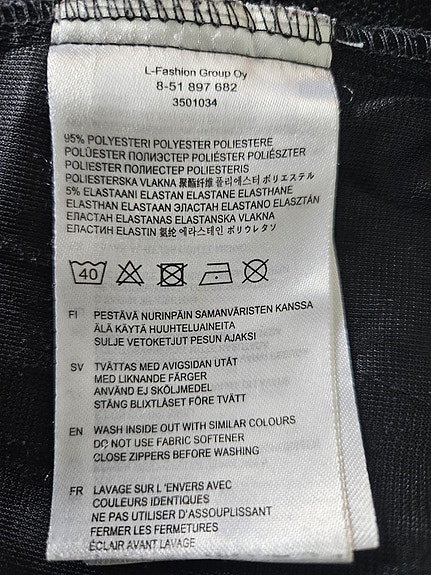 L-Fashion Group Oy
8-51 897 682
3501034
95% POLYESTERI POLYESTER POLIESTERE
POLÜESTER ПОЛИЭСТЕР POLIÉSTER POLIÉSZTER
POLIESTER ПОЛИЕСТЕР POLIESTERIS
POLIESTERSKA VLAKNA 聚酯纤维 폴리에스터 ポリエステル
5% ELASTAANI ELASTAN ELASTANE ELASTHANE
ELASTHAN ELASTAAN ЭЛАСТАН ELASTANO ELASZTÁN
ЕЛАСТАН ELASTANAS ELASTANSKA VLAKNA
ЕЛАСТИН ELASTIN 氨纶 에라스테인 ポリウレタン
40
FI PESTÄVÄ NURINPÄIN SAMANVÄRISTEN KANSSA
ÄLÄ KÄYTÄ HUUHTELUAINEITA
SULJE VETOKETJUT PESUN AJAKSI
SV TVÄTTAS MED AVIGSIDAN UTÅT
MED LIKNANDE FÄRGER
ANVÄND EJ SKÖLJMEDEL
STÄNG BLIXTLÅSET FÖRE TVÄTT
EN WASH INSIDE OUT WITH SIMILAR COLOURS
DO NOT USE FABRIC SOFTENER
CLOSE ZIPPERS BEFORE WASHING
FR LAVAGE SUR L'ENVERS AVEC
COULEURS IDENTIQUES
NE PAS UTILISER D'ASSOUPLISSANT
FERMER LES FERMETURES
ÉCLAIR AVANT LAVAGE